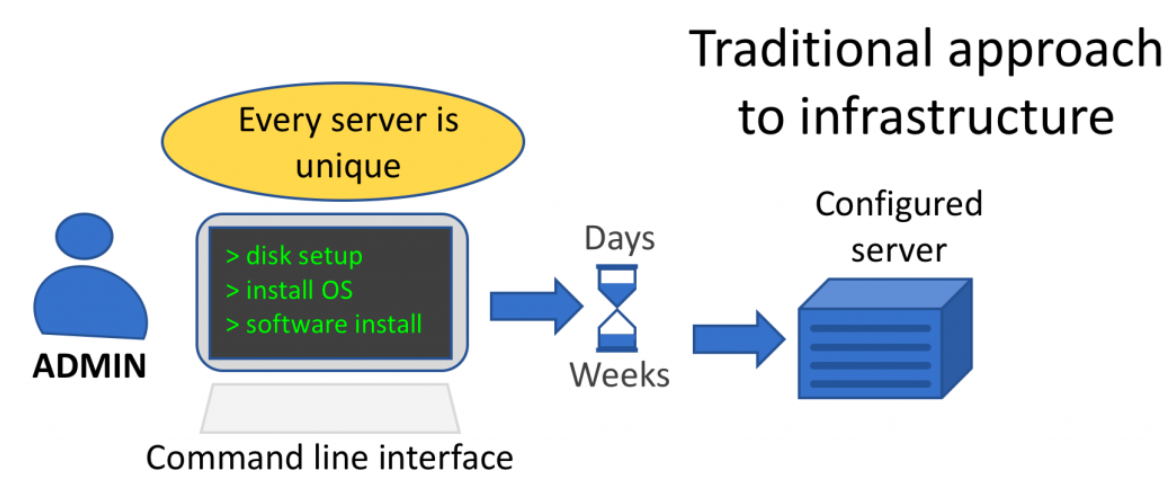 Traditional approach
to infrastructure
Every server is
unique
> disk setup
> install OS
> software install
ADMIN
Command line interface
Days
Weeks
Configured
server